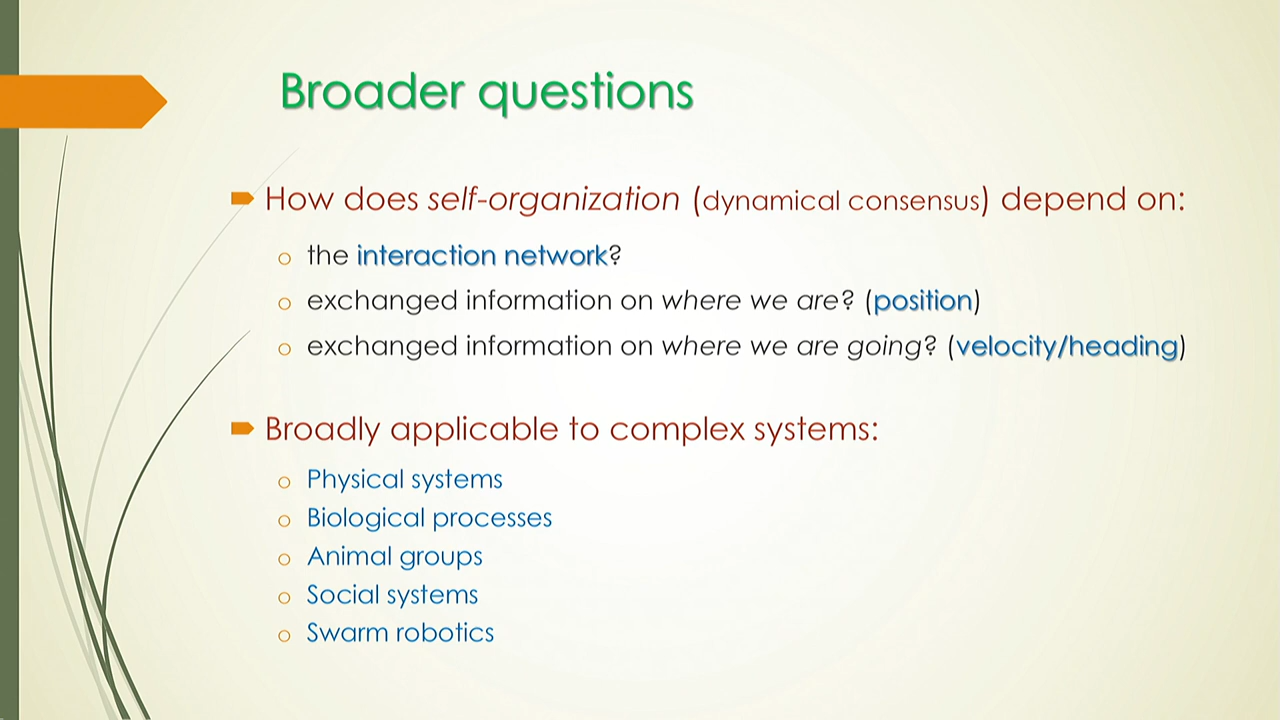 Broader questions
How does self-organization (dynamical consensus) depend on:
the interaction network?
exchanged information on where we are? (position)
exchanged information on where we are going? (velocity/heading)
Broadly applicable to complex systems:
Physical systems
Biological processes
Animal groups
Social systems
Swarm robotics